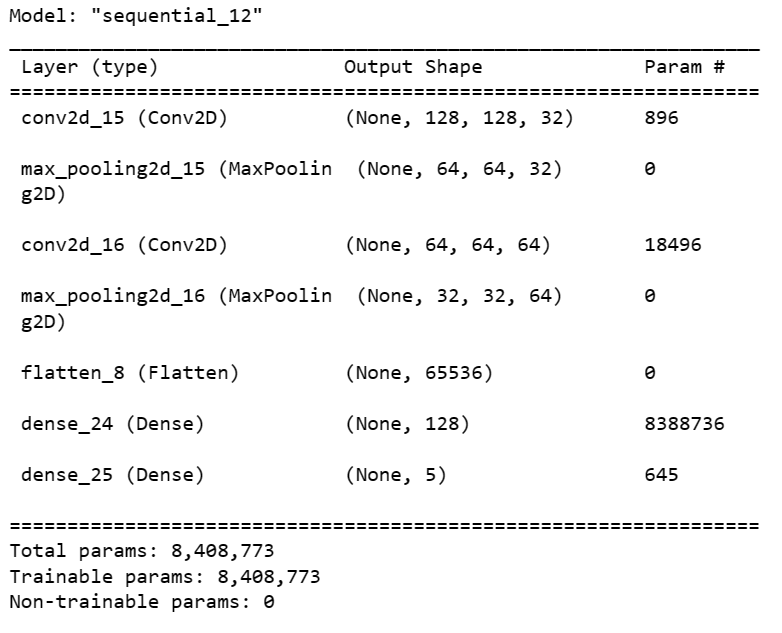 Model: "sequential_12"
Layer (type) Output Shape Param #
conv2d_15 (Conv2D) (None, 128, 128, 32) 896
max_pooling2d_15 (MaxPoolin (None, 64, 64, 32) 0
g2D)
conv2d_16 (Conv2D) (None, 64, 64, 64) 18496
max_pooling2d_16 (MaxPoolin (None, 32, 32, 64) 0
g2D)
flatten_8 (Flatten) (None, 65536) 0
dense_24 (Dense) (None, 128) 8388736
dense_25 (Dense) (None, 5) 645
Total params: 8,408,773
Trainable params: 8,408,773
Non-trainable params: 0